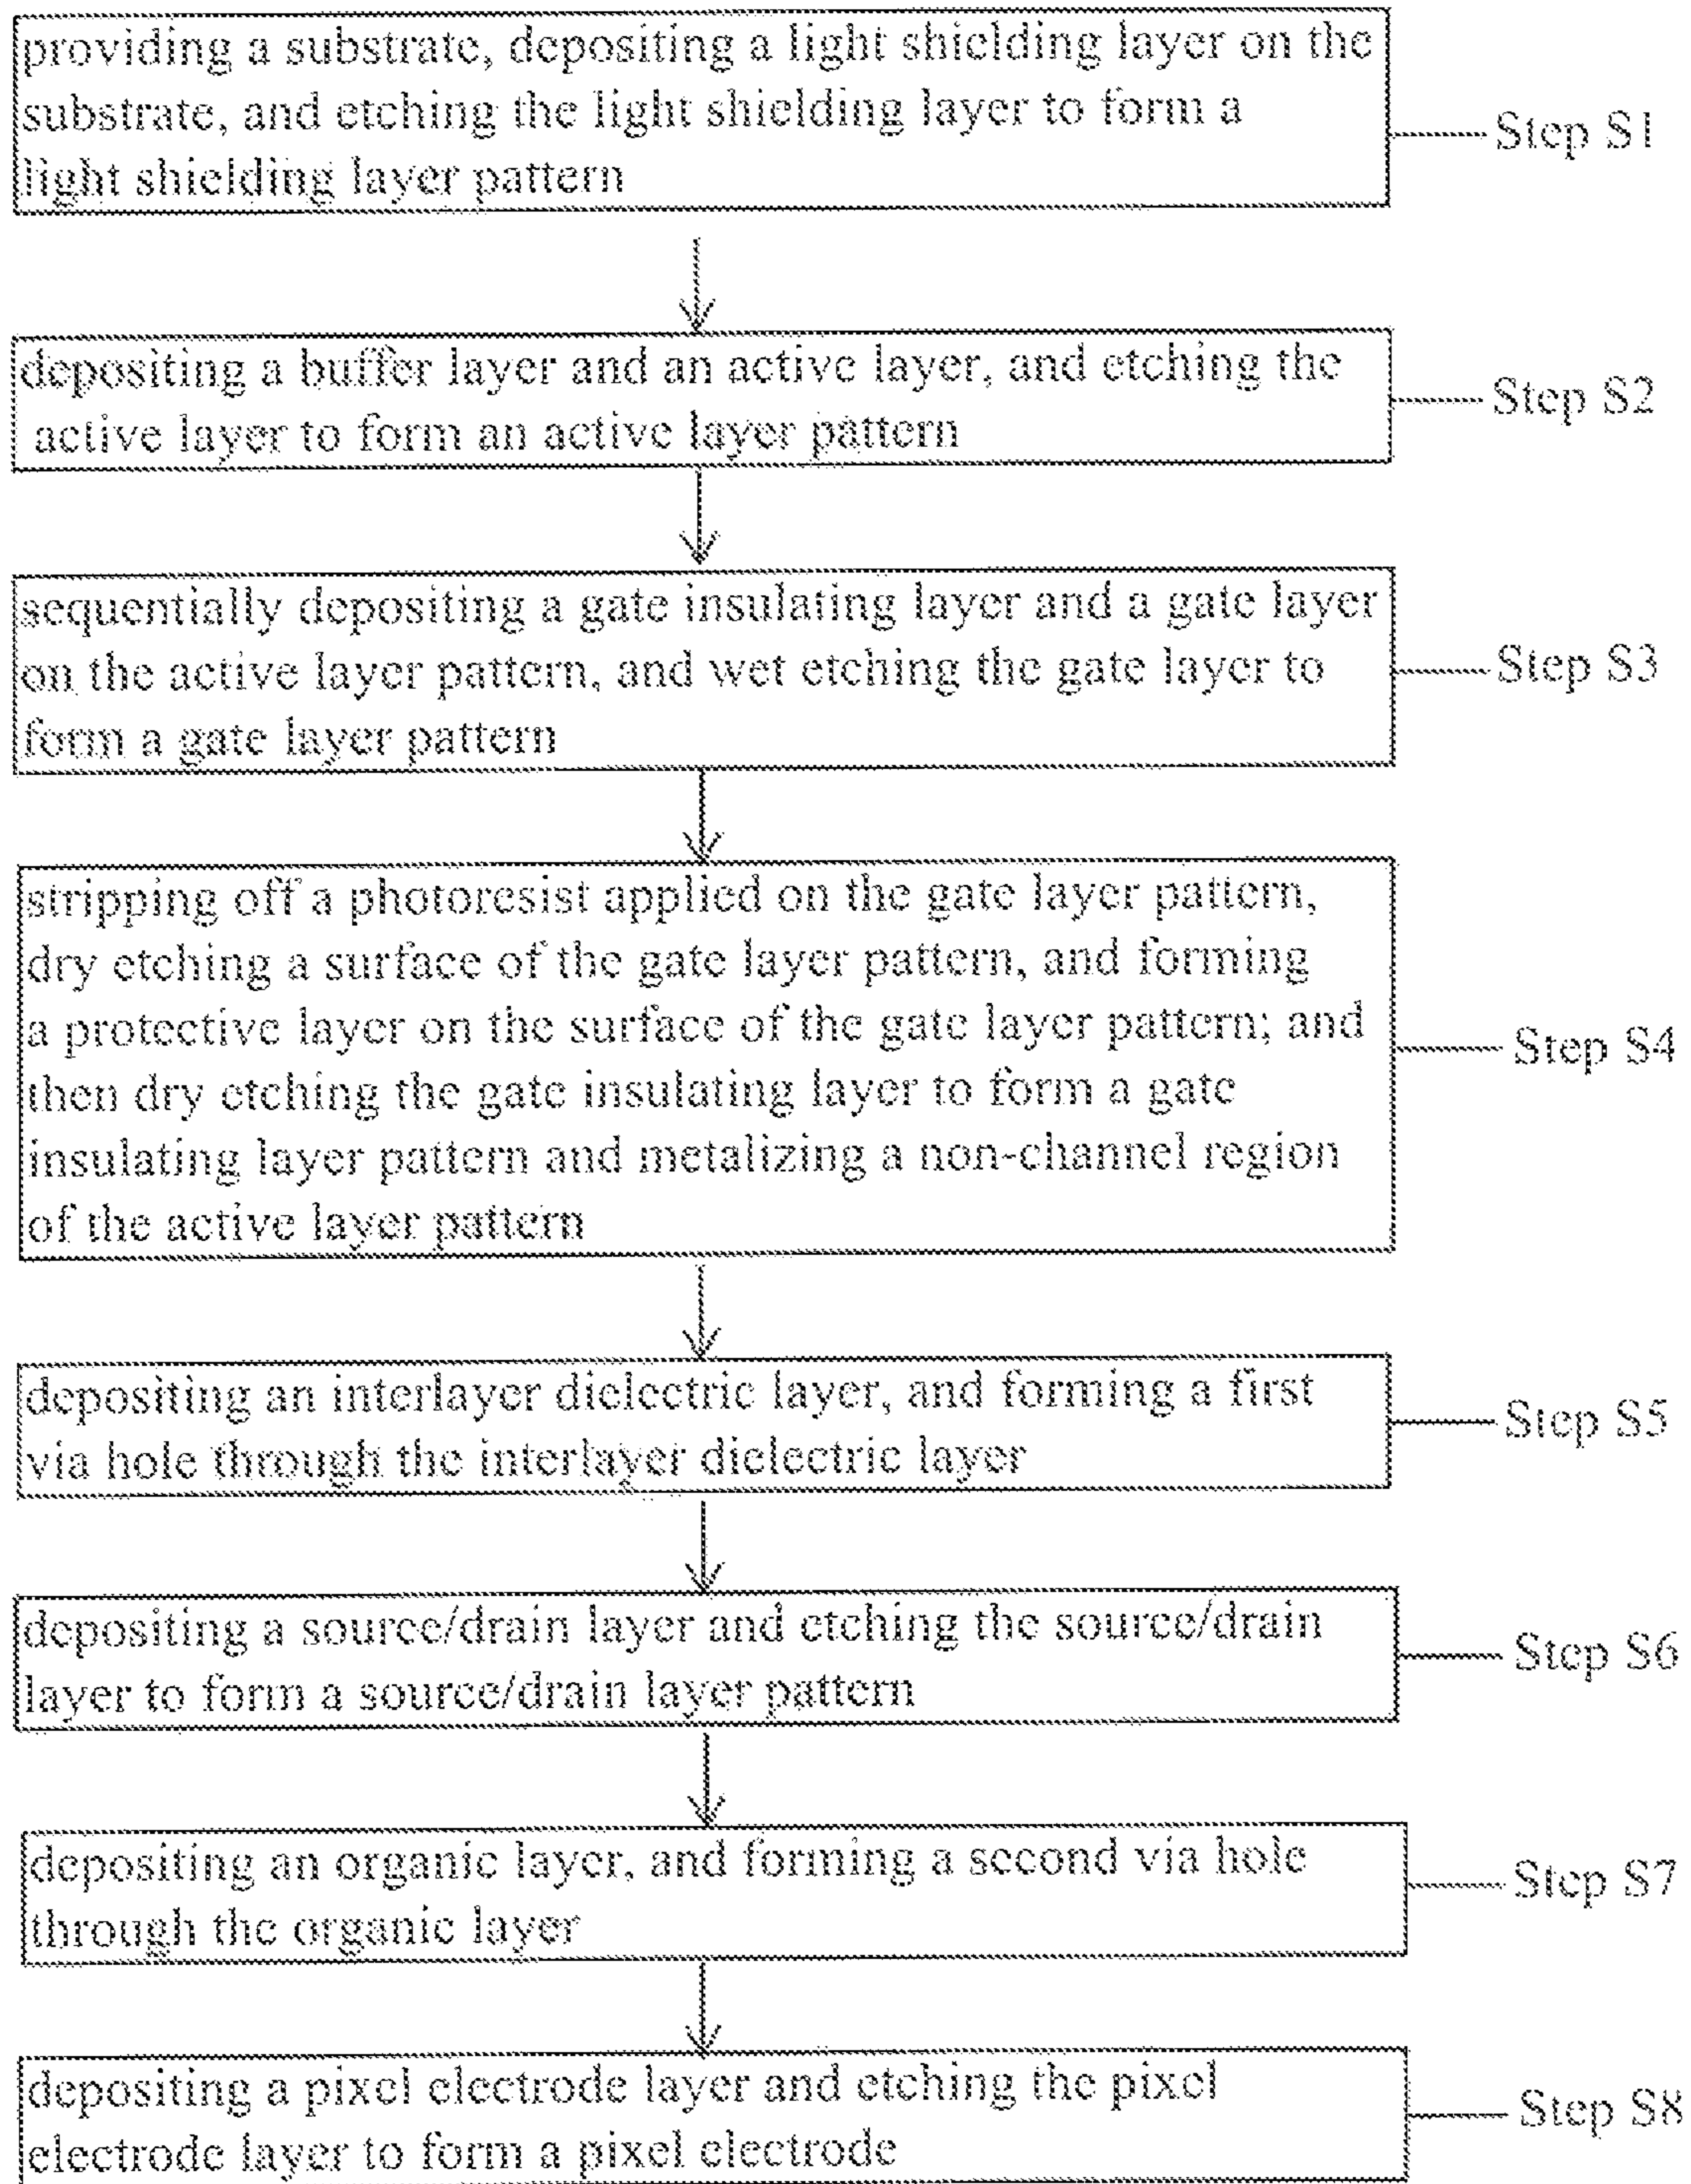 providing a substrate, depositing a light shielding layer on the
substrate, and etching the light shielding layer to form a
light shielding layer pattern
Step S1
depositing a buffer layer and an active layer, and etching the
active layer to form an active layer pattern
Step S2
sequentially depositing a gate insulating layer and a gate layer
on the active layer pattern, and wet etching the gate layer to
form a gate layer pattern
Step S3
stripping off a photoresist applied on the gate layer pattern,
dry etching a surface of the gate layer pattern, and forming
a protective layer on the surface of the gate layer pattern; and
then dry etching the gate insulating layer to form a gate
insulating layer pattern and metalizing a non-channel region
of the active layer pattern
Step S4
depositing an interlayer dielectric layer, and forming a first
via hole through the interlayer dielectric layer
Step S5
depositing a source/drain layer and etching the source/drain
layer to form a source/drain layer pattern
Step S6
depositing an organic layer, and forming a second via hole
through the organic layer
Step S7
depositing a pixel electrode layer and etching the pixel
electrode layer to form a pixel electrode
Step S8